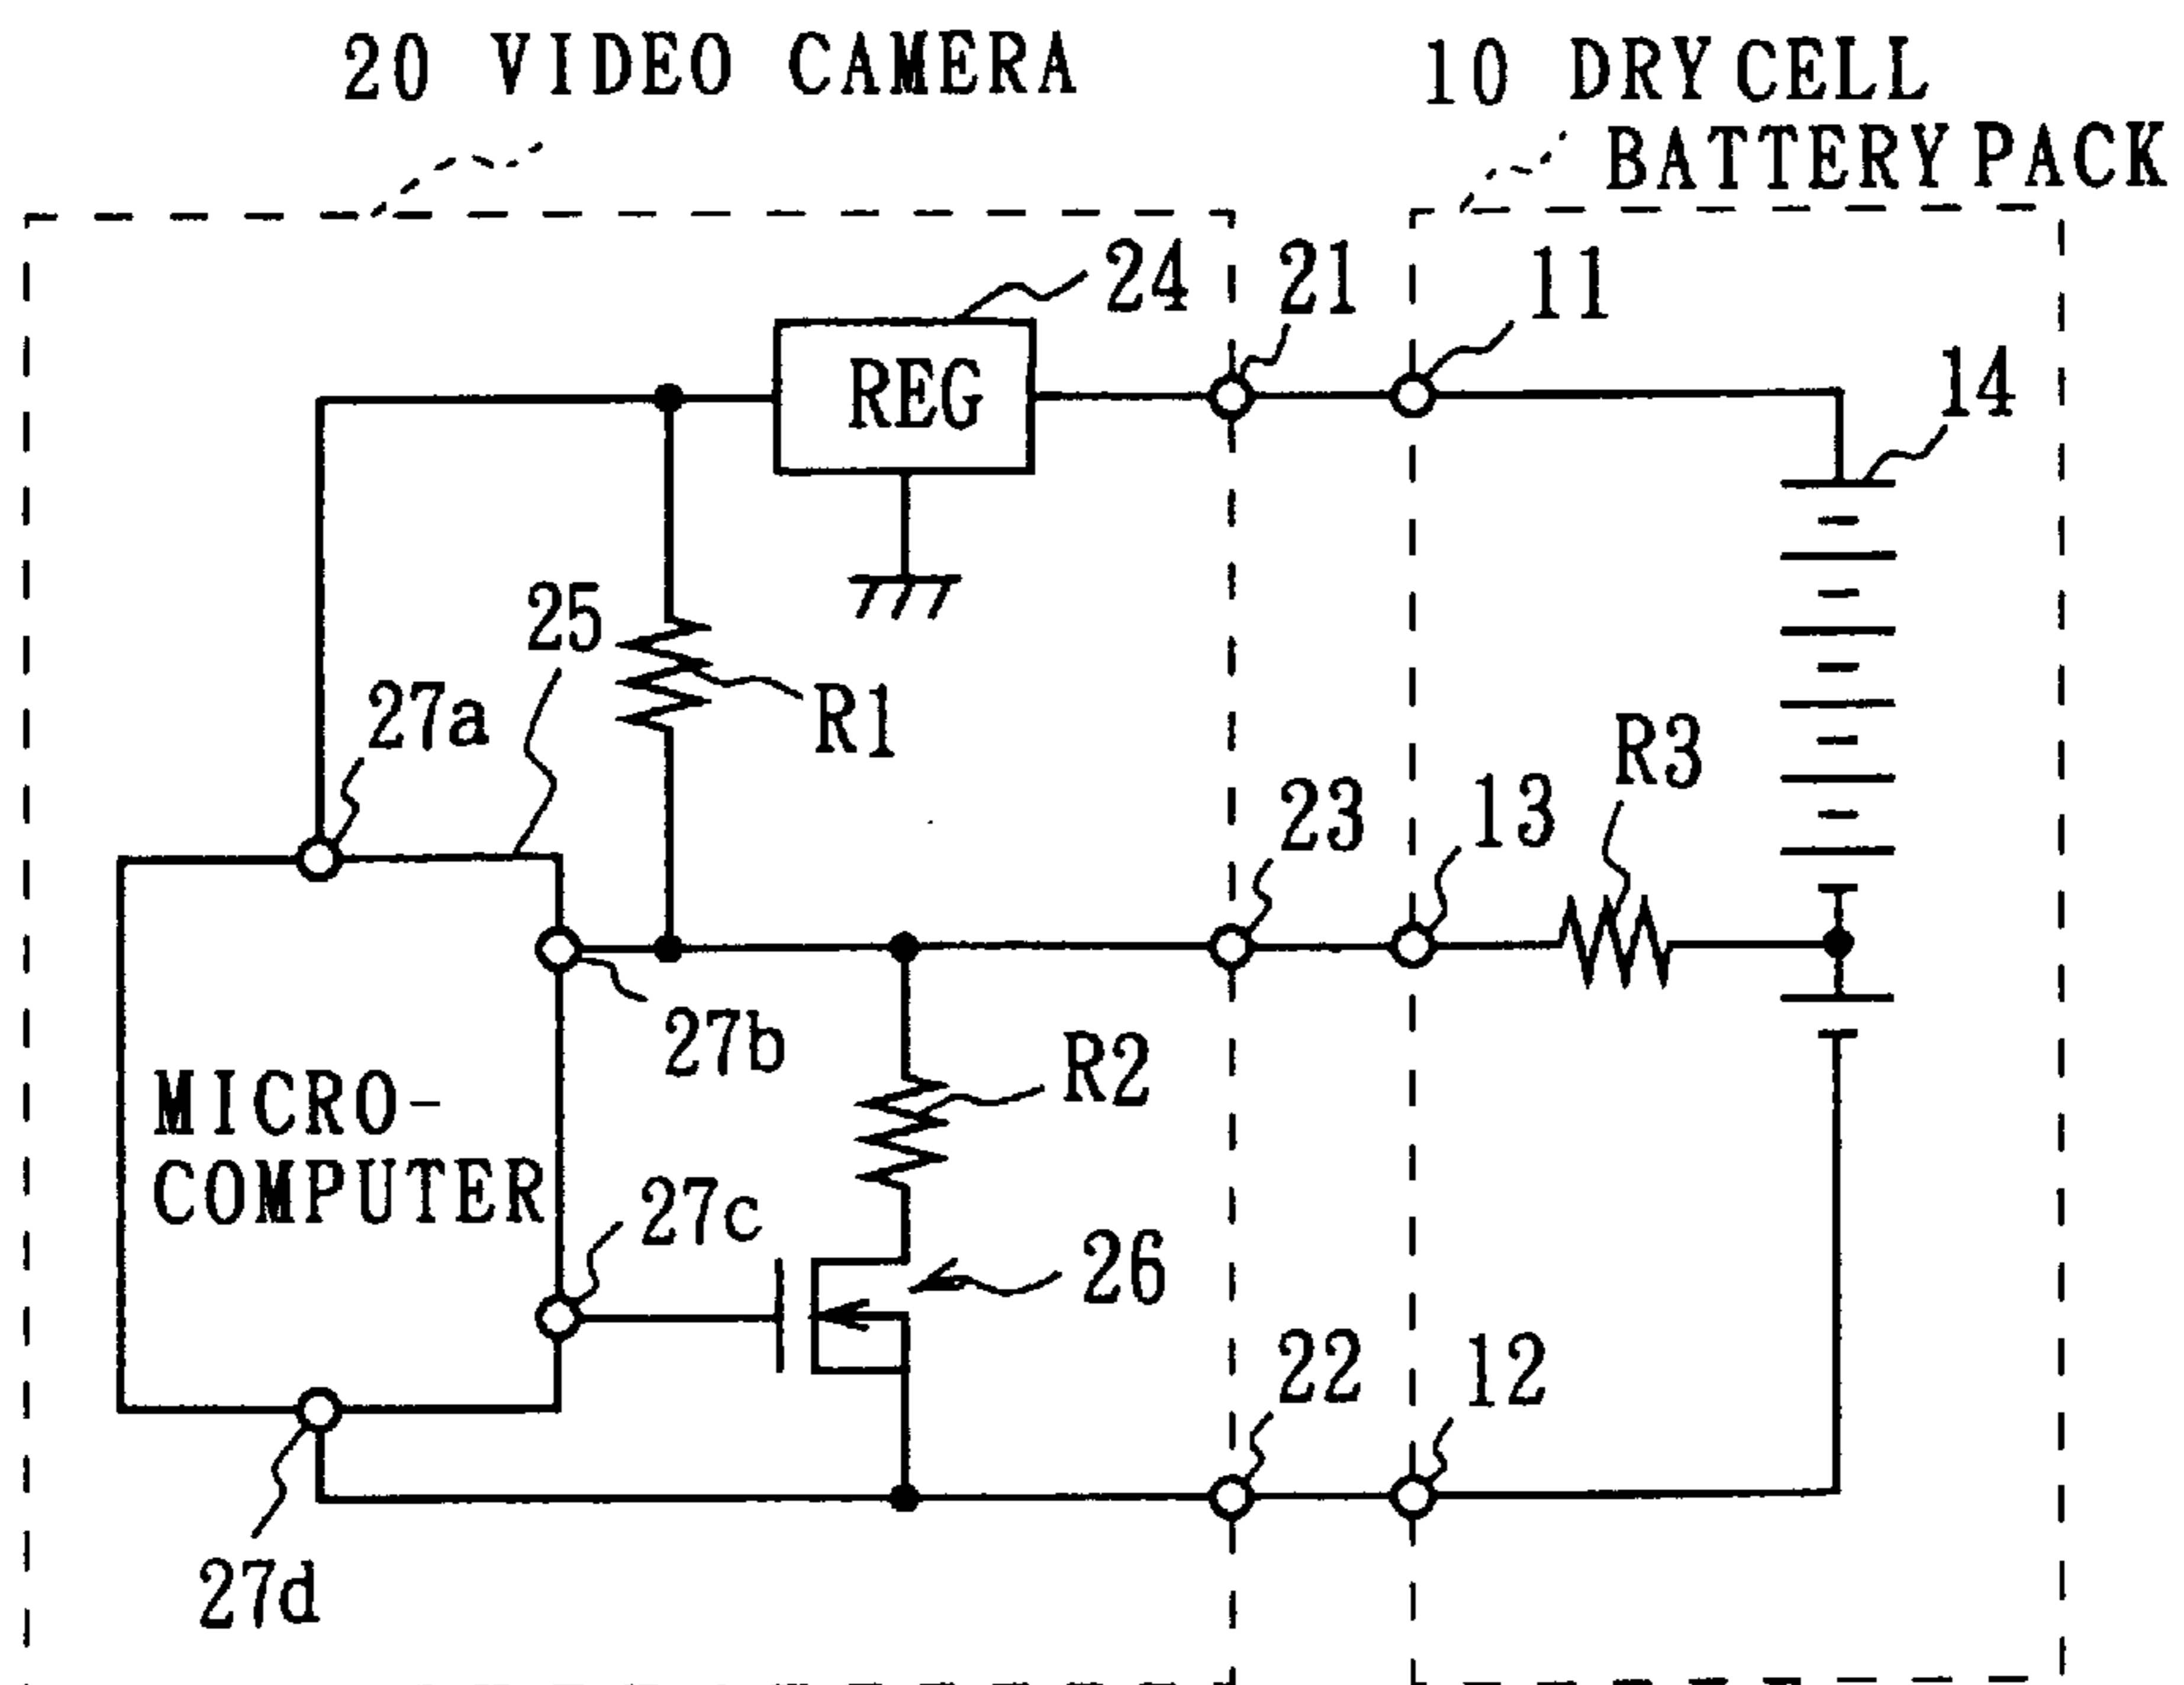 20 VIDEO CAMERA
10 DRY CELL
BATTERY PACK
24
21
11
REG
14
25
27a
R1
R3
23
13
27b
R2
MICRO-
COMPUTER
27c
26
22
12
27d